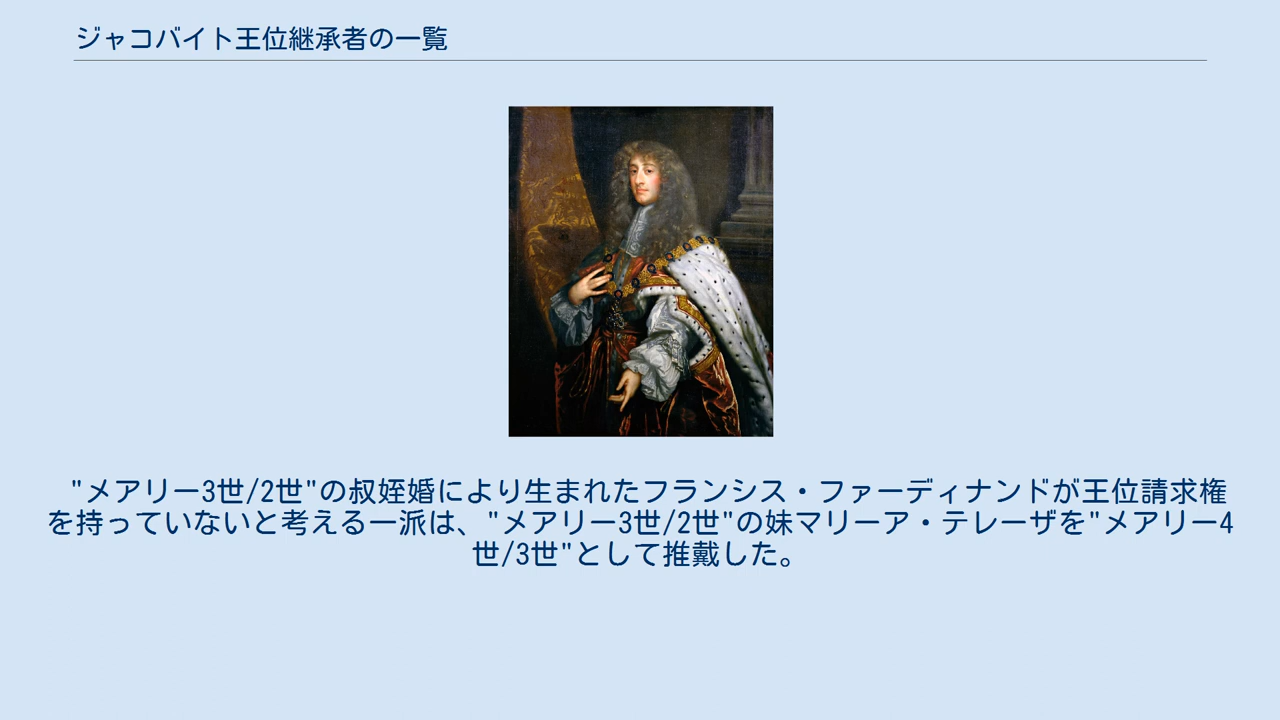 ジャコバイト王位継承者の一覧
"メアリー3世/2世"の叔姪婚により生まれたフランシス・ファーディナンドが王位請求権
を持っていないと考える一派は、"メアリー3世/2世"の妹マリーア・テレーザを"メアリー4
世/3世"として推戴した。